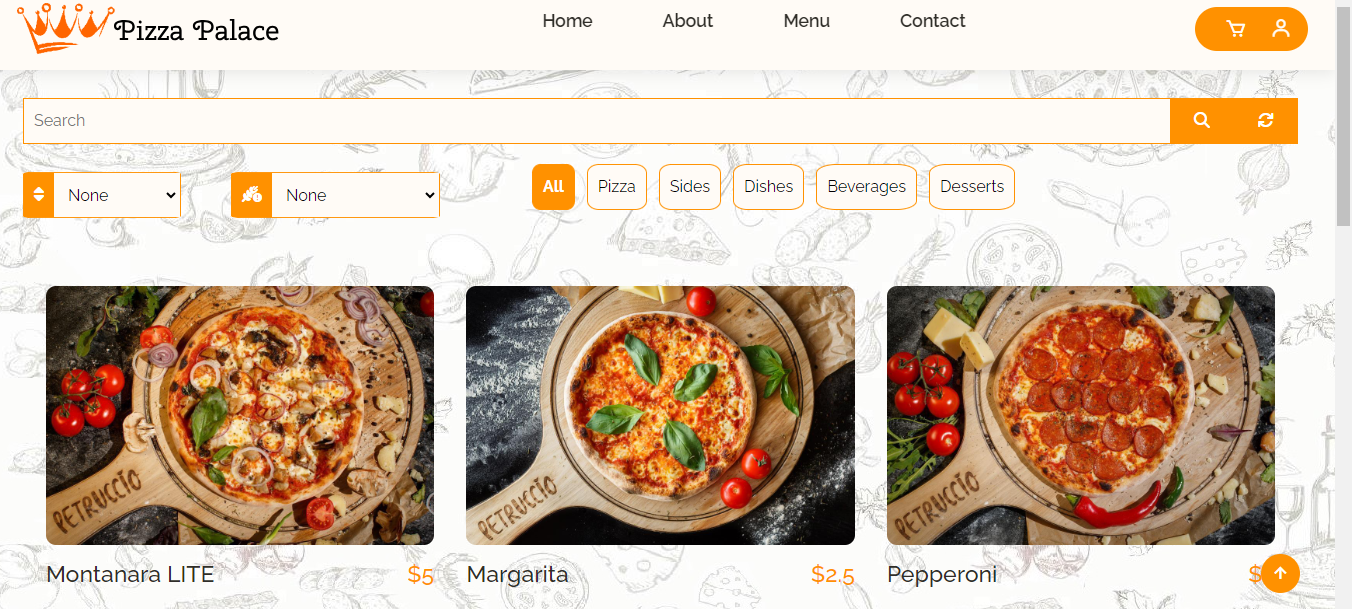 Pizza Palace
Home About Menu Contact
Search
None None All Pizza Sides Dishes Beverages Desserts
PETRUCCIO PETRUCCIO PETRUCCIO
Montanara LITE $5 Margarita $2.5 Pepperoni $